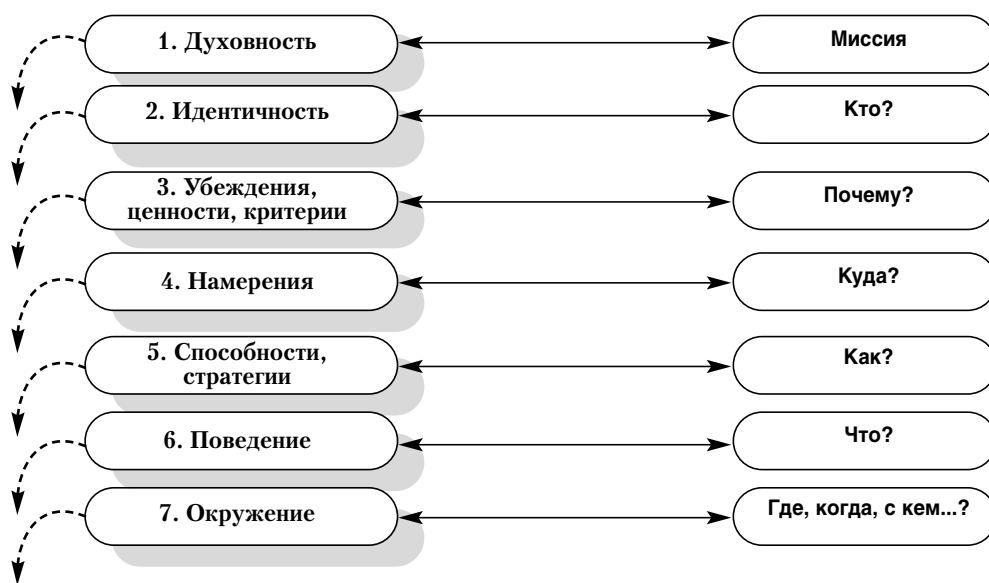 1. Духовность
Миссия
2. Идентичность
Кто?
3. Убеждения,
ценности, критерии
Почему?
4. Намерения
Куда?
5. Способности,
стратегии
Как?
6. Поведение
Что?
7. Окружение
Где, когда, с кем...?